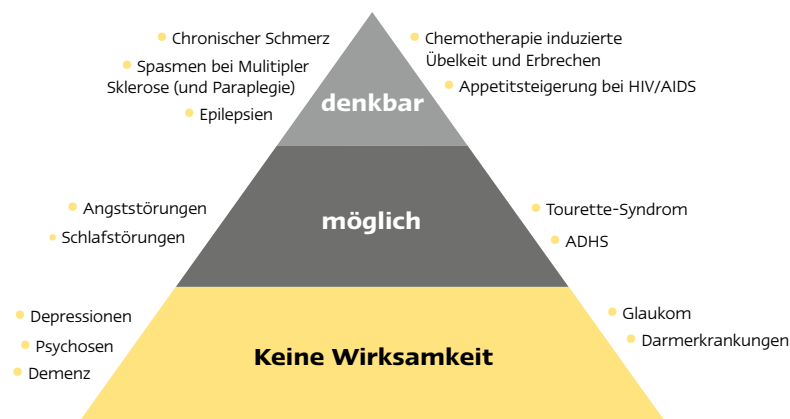 Chronischer Schmerz
Spasmen bei Mulitipler
Sklerose (und Paraplegie)
Epilepsien
Chemotherapie induzierte
Übelkeit und Erbrechen
Appetitsteigerung bei HIV/AIDS
denkbar
Angststörungen
Schlafstörungen
möglich
Tourette-Syndrom
ADHS
Depressionen
Psychosen
Demenz
Keine Wirksamkeit
Glaukom
Darmerkrankungen